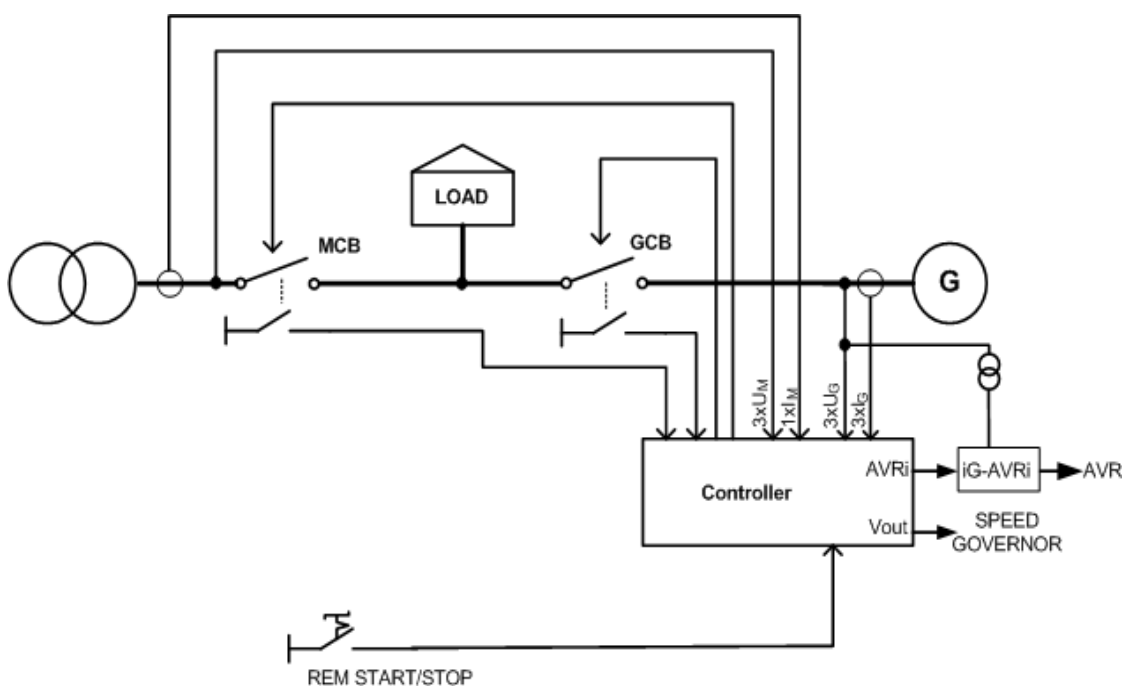 LOAD
MCB
GCB
G
3xUM
1xIM
3xUG
3xIG
AVRi
iG-AVRi
AVR
Controller
Vout
SPEED
GOVERNOR
REM START/STOP